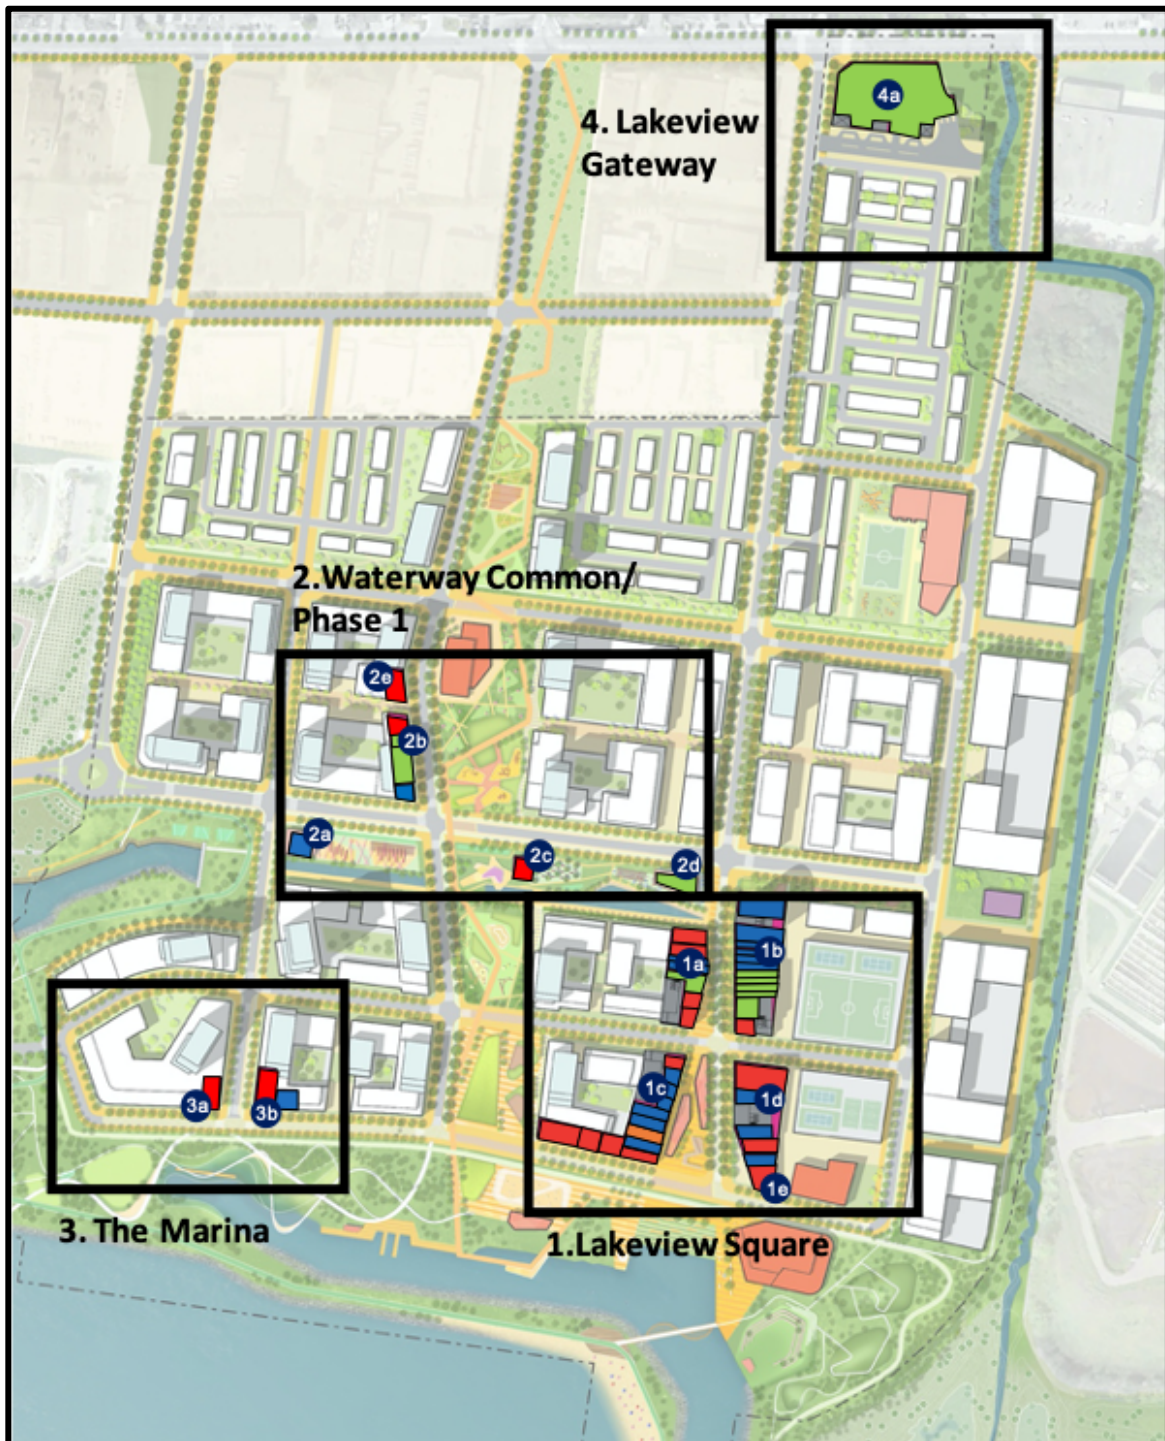 4a
4. Lakeview
Gateway
2.Waterway Common/
Phase 1
2e
2b
2a
2c
2d
1a
1b
1c
1d
3a
3b
1e
3. The Marina
1.Lakeview Square